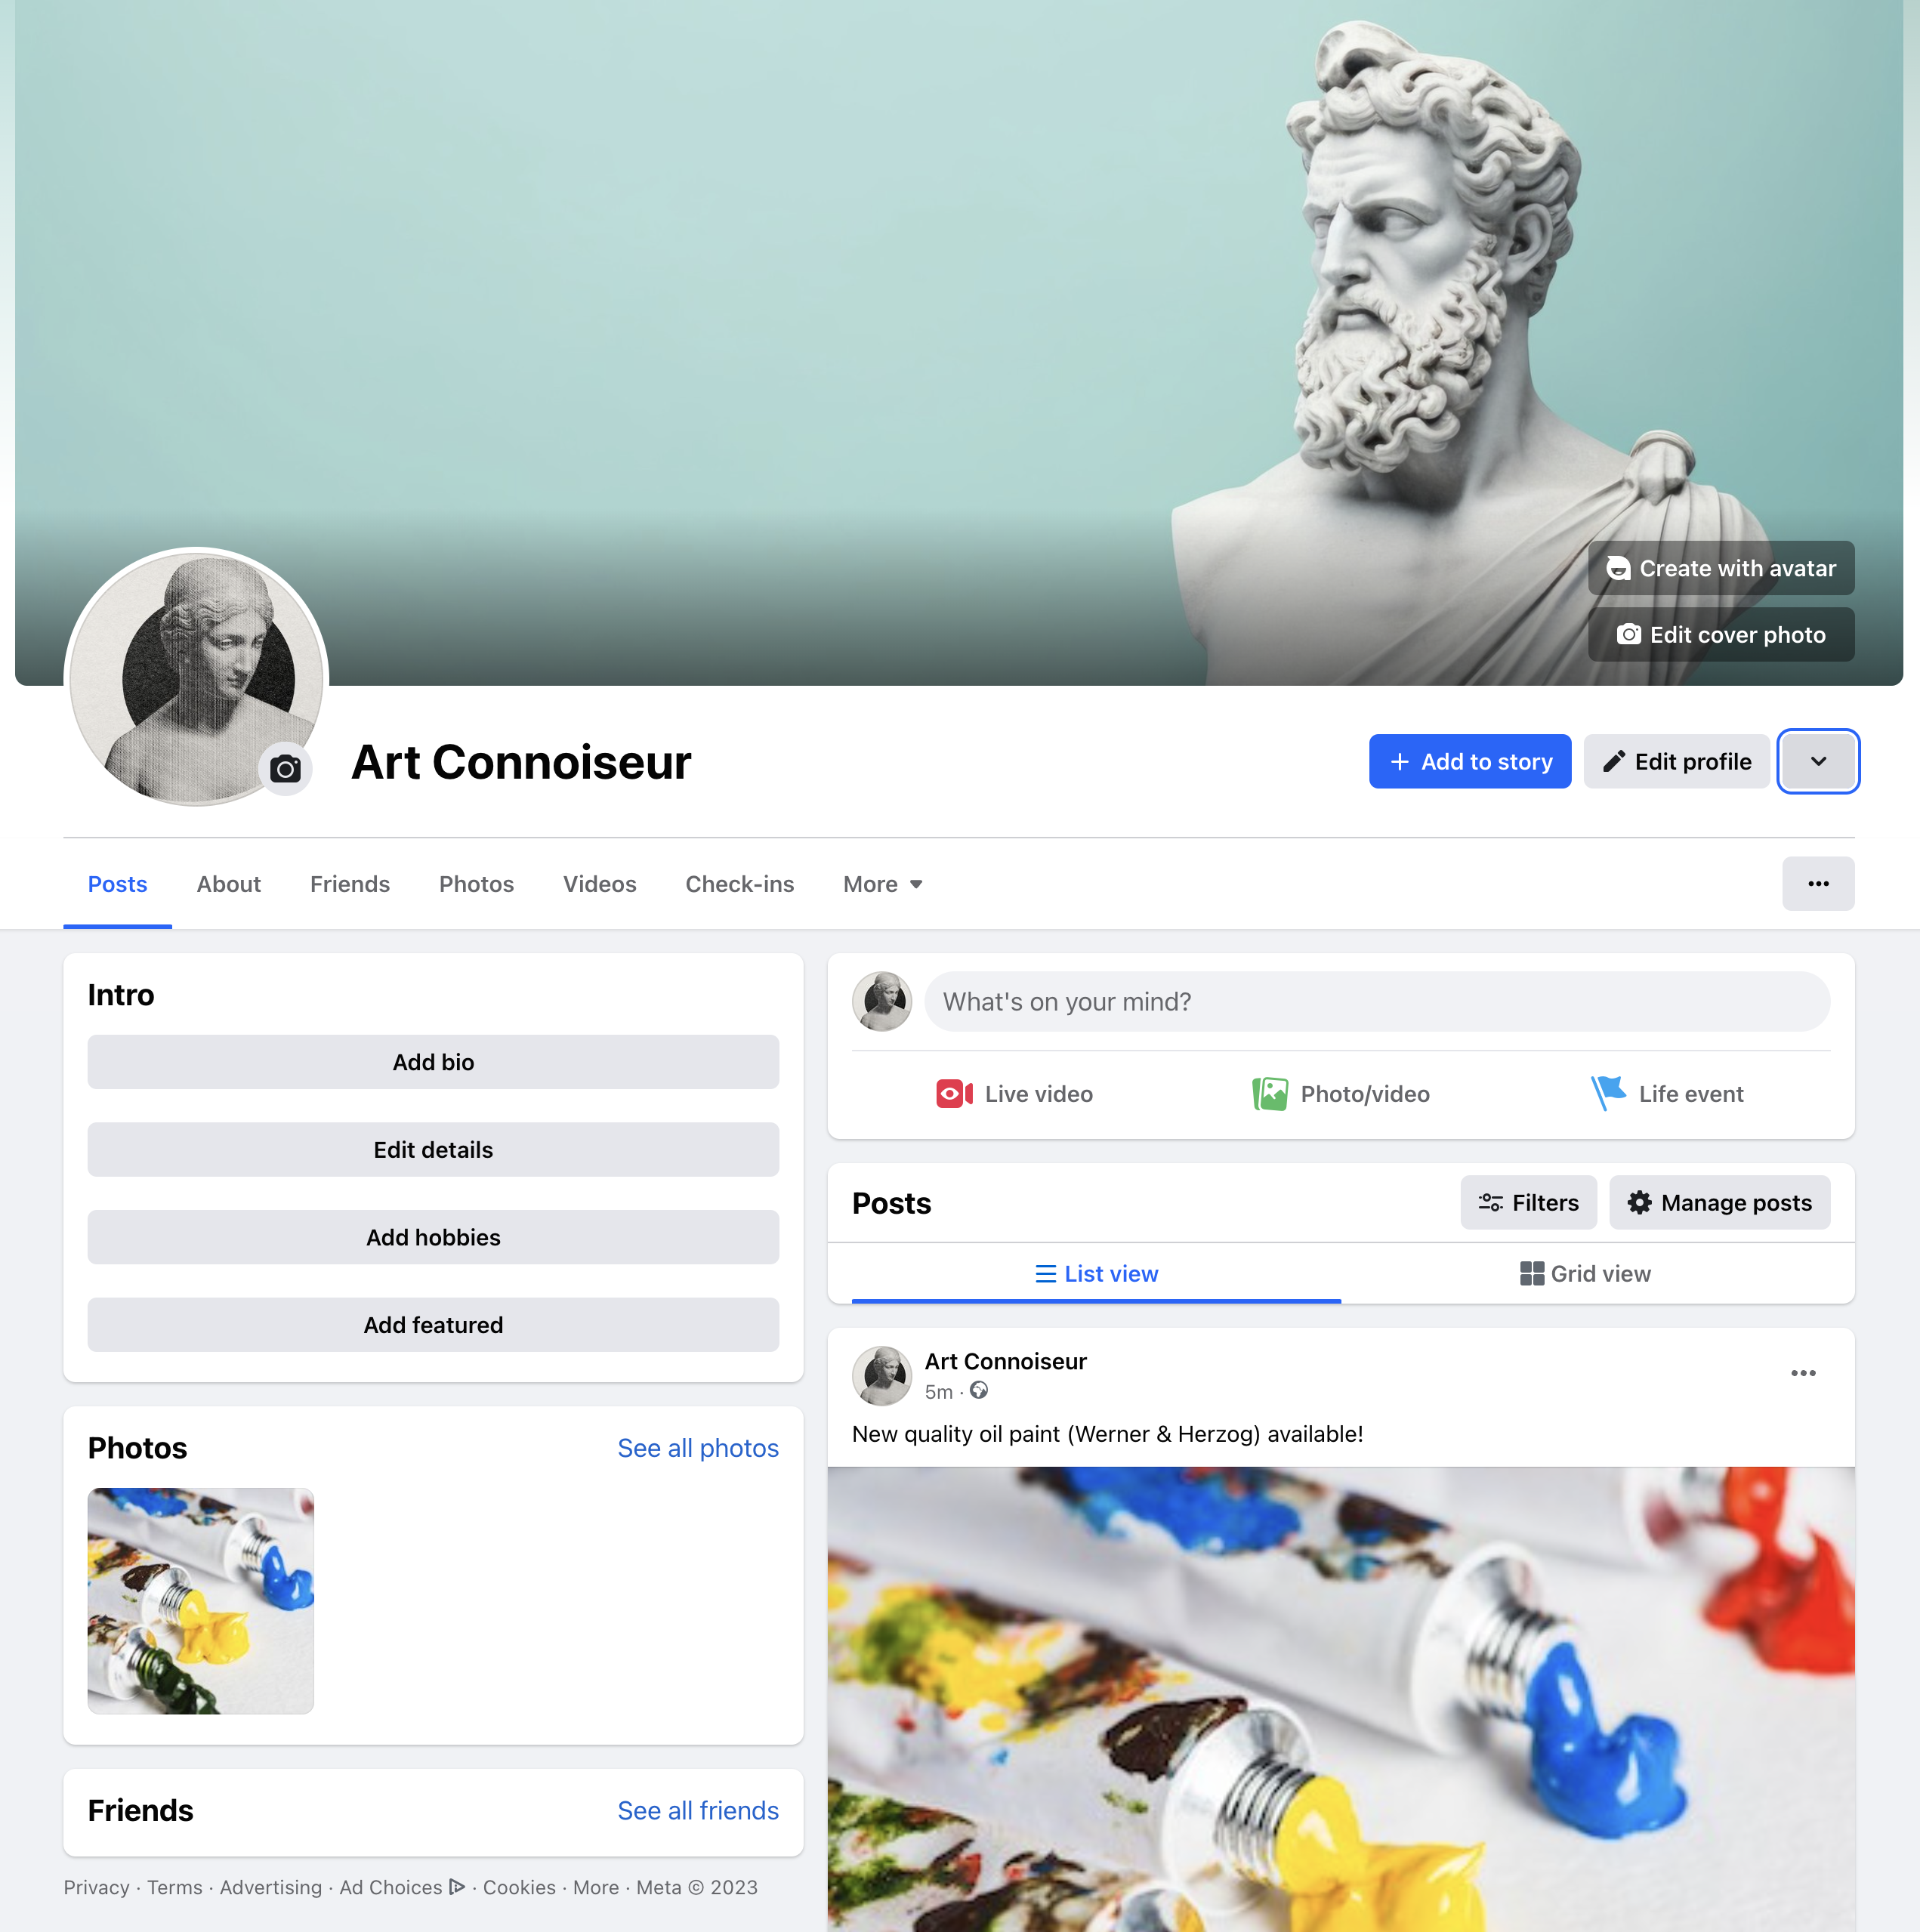 Create with avatar
Edit cover photo
Art Connoiseur
Add to story
Edit profile
Posts About Friends Photos Videos Check-ins More
Intro
Add bio
Edit details
Add hobbies
Add featured
Photos See all photos
Friends See all friends
Privacy · Terms · Advertising · Ad Choices · Cookies · More · Meta © 2023
What's on your mind?
Live video Photo/video Life event
Posts Filters Manage posts
List view Grid view
Art Connoiseur
5m ·
New quality oil paint (Werner & Herzog) available!